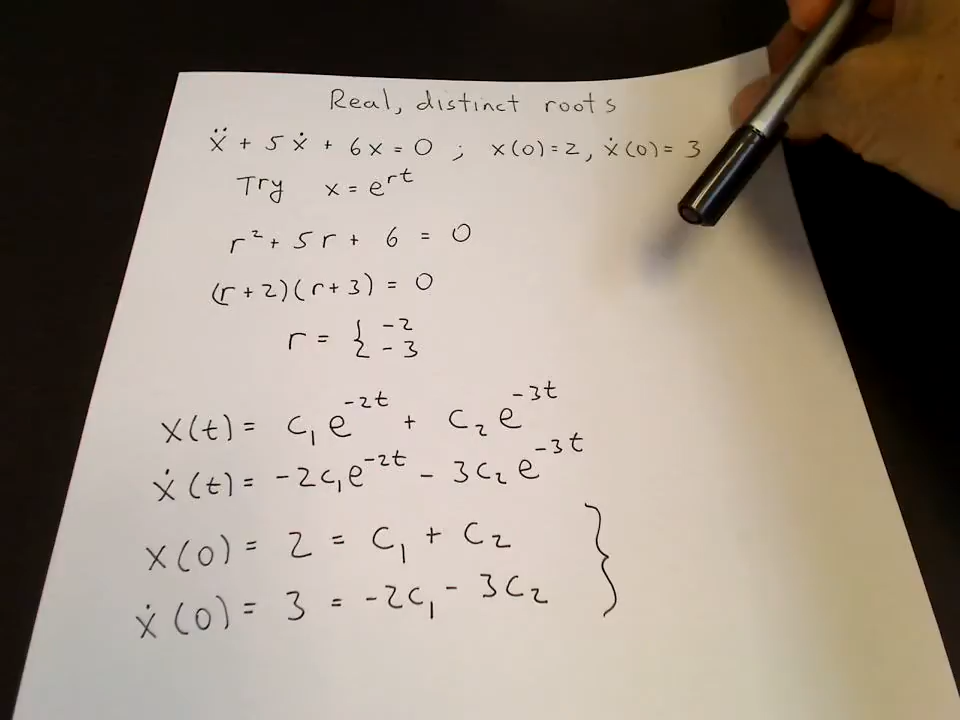 Real, distinct roots
ẍ + 5ẋ + 6x = 0 ; x(0)=2, ẋ(0)= 3
Try x = e^{rt}
r² + 5r + 6 = 0
(r+2)(r+3) = 0
r = { -2
-3
x(t) = c₁e^{-2t} + c₂e^{-3t}
ẋ(t) = -2c₁e^{-2t} - 3c₂e^{-3t}
x(0) = 2 = c₁ + c₂ }
ẋ(0) = 3 = -2c₁ - 3c₂